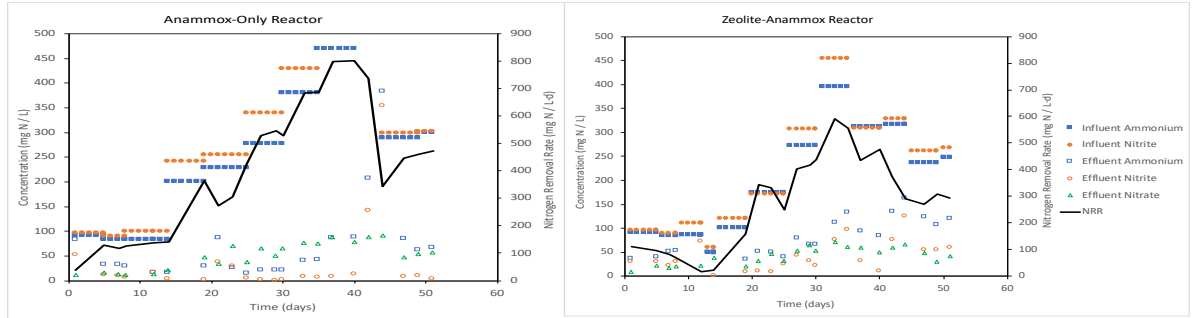 Anammox-Only Reactor
Concentration (mg N / L)
500
450
400
350
300
250
200
150
100
50
0
900
800
700
600
500
400
300
200
100
0
Nitrogen Removal Rate (mg N / L·d)
0 10 20 30 40 50 60
Time (days)
Zeolite-Anammox Reactor
Concentration (mg N / L)
500
450
400
350
300
250
200
150
100
50
0
900
800
700
600
500
400
300
200
100
0
Nitrogen Removal Rate (mg N / L·d)
0 10 20 30 40 50 60
Time (days)
Influent Ammonium
Influent Nitrite
Effluent Ammonium
Effluent Nitrite
Effluent Nitrate
NRR